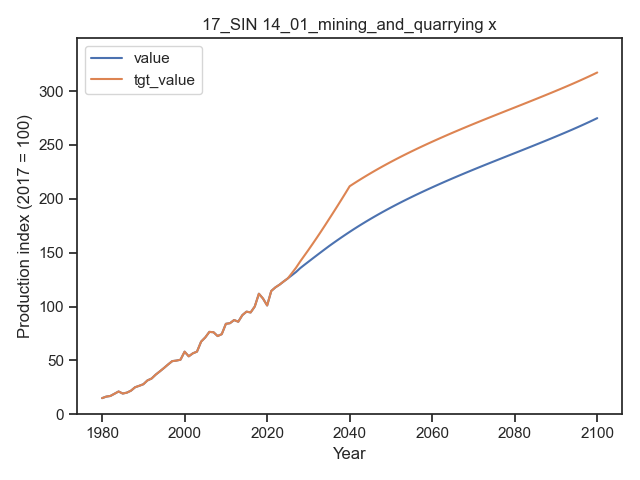 17_SIN 14_01_mining_and_quarrying x
value
tgt_value
Production index (2017 = 100)
300
250
200
150
100
50
0
1980
2000
2020
2040
2060
2080
2100
Year